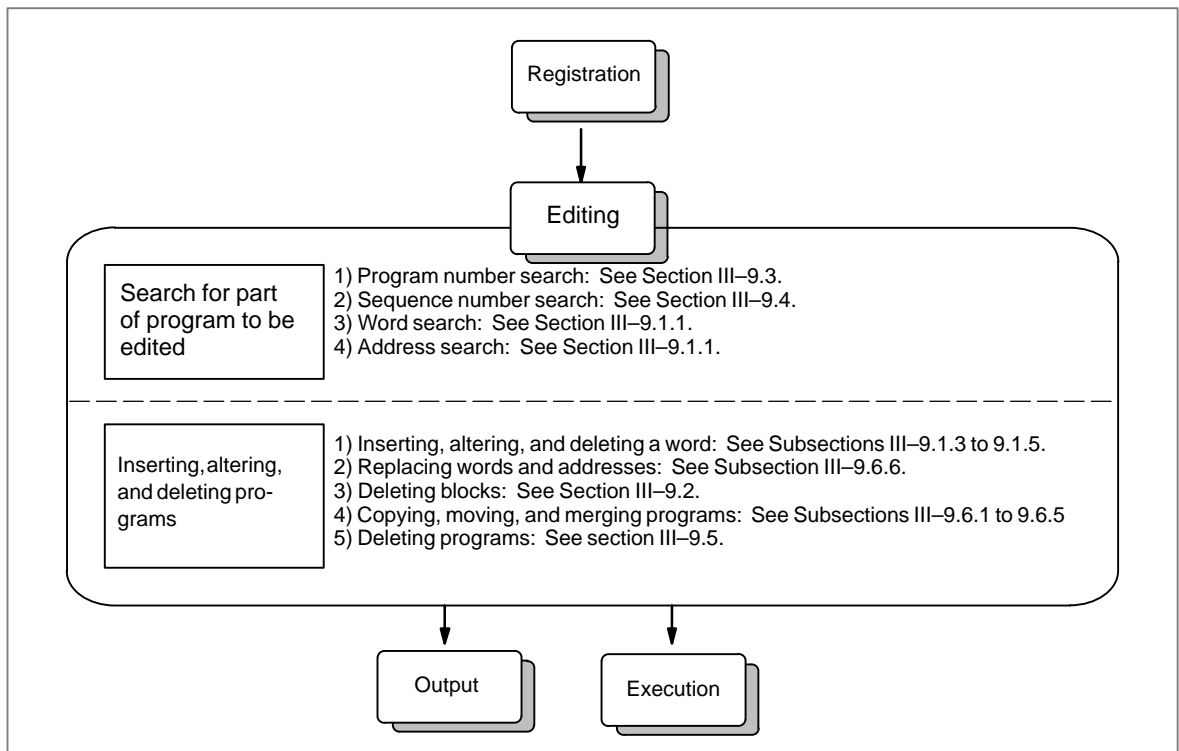 Registration
Editing
Search for part
of program to be
edited
1) Program number search:  See Section III–9.3.
2) Sequence number search:  See Section III–9.4.
3) Word search:  See Section III–9.1.1.
4) Address search:  See Section III–9.1.1.
Inserting,altering,
and deleting pro-
grams
1) Inserting, altering, and deleting a word:  See Subsections III–9.1.3 to 9.1.5.
2) Replacing words and addresses:  See Subsection III–9.6.6.
3) Deleting blocks:  See Section III–9.2.
4) Copying, moving, and merging programs:  See Subsections III–9.6.1 to 9.6.5
5) Deleting programs:  See section III–9.5.
Output
Execution